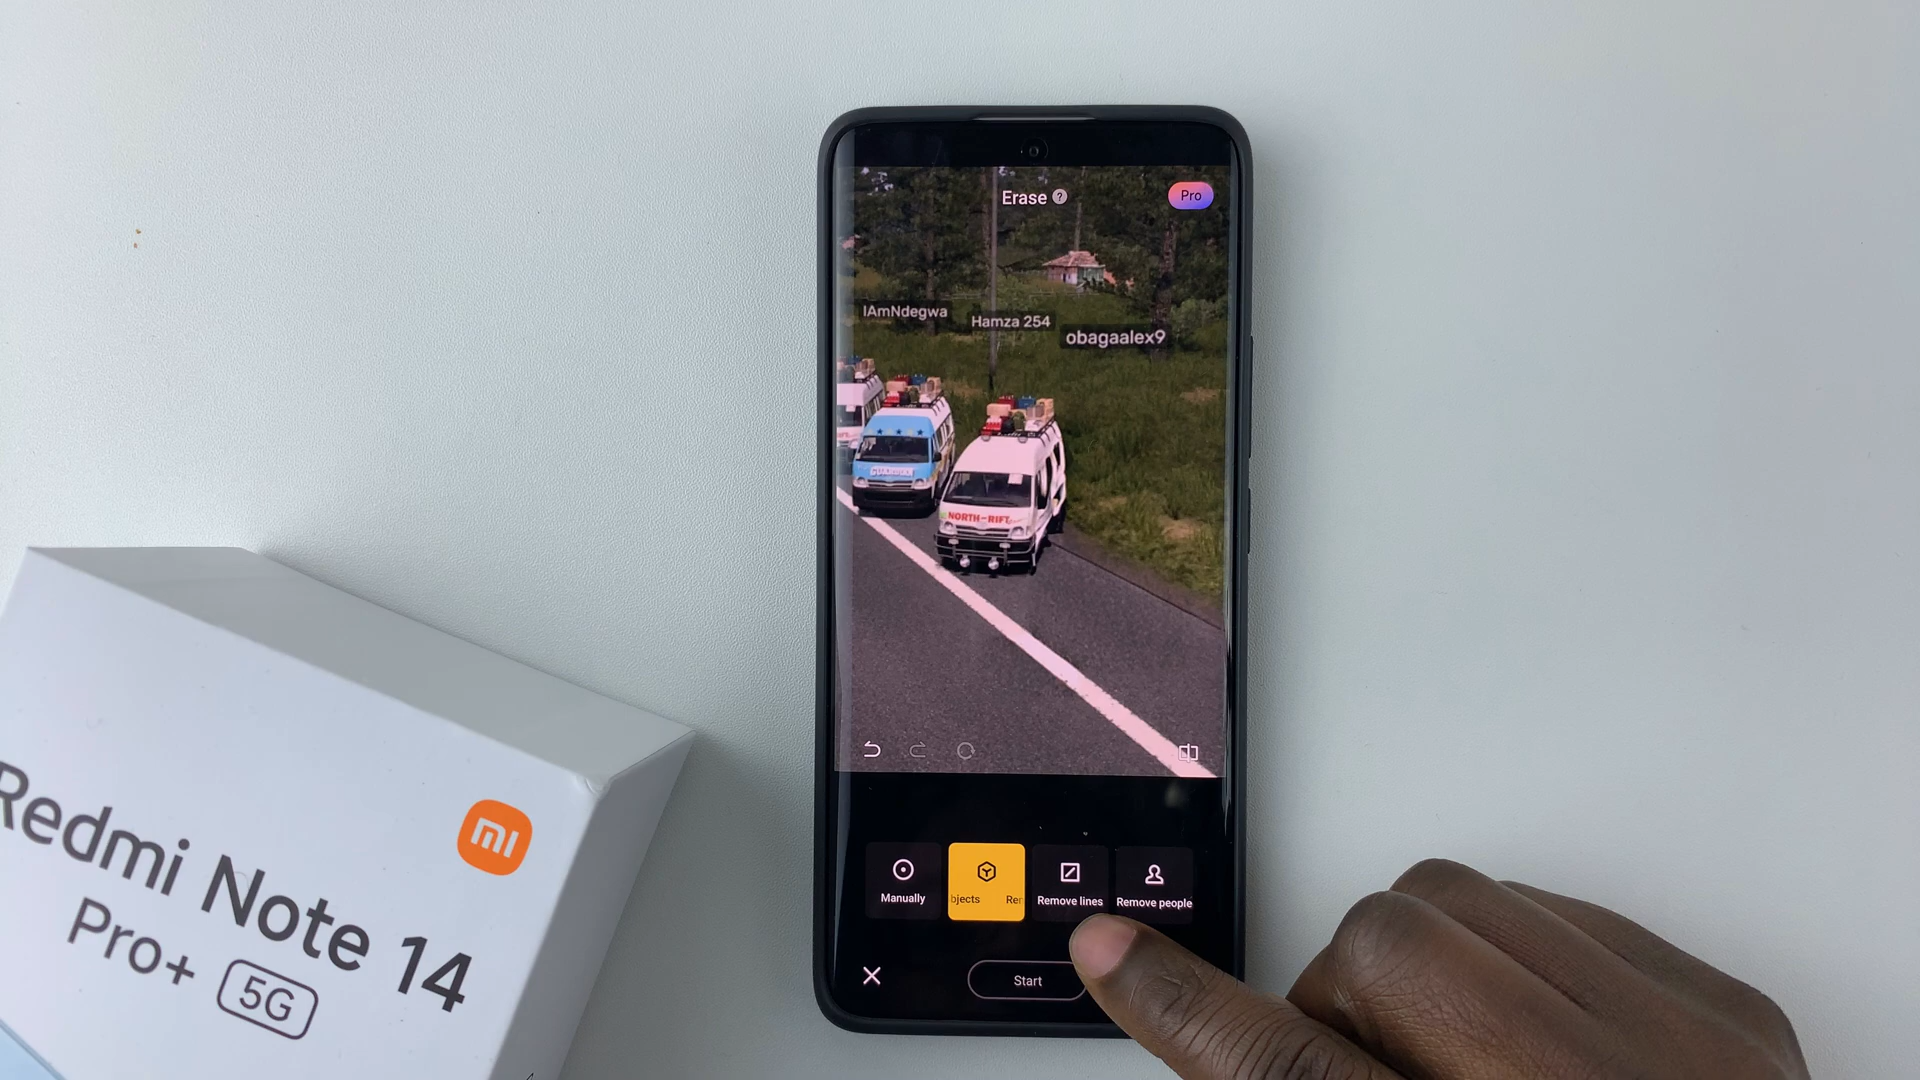 Erase ?
Pro
IAmNdegwa
Hamza 254
obagaalex9
NORTH-RIFT
Manually
bjects Ren
Remove lines
Remove people
Start
Redmi Note 14
Pro+ 5G
mi